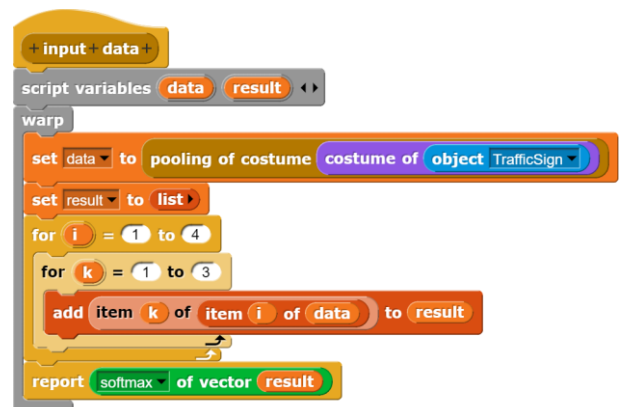 + input + data +
script variables data result
warp
set data to pooling of costume costume of object TrafficSign
set result to list
for i = 1 to 4
for k = 1 to 3
add item k of item i of data to result
report softmax of vector result